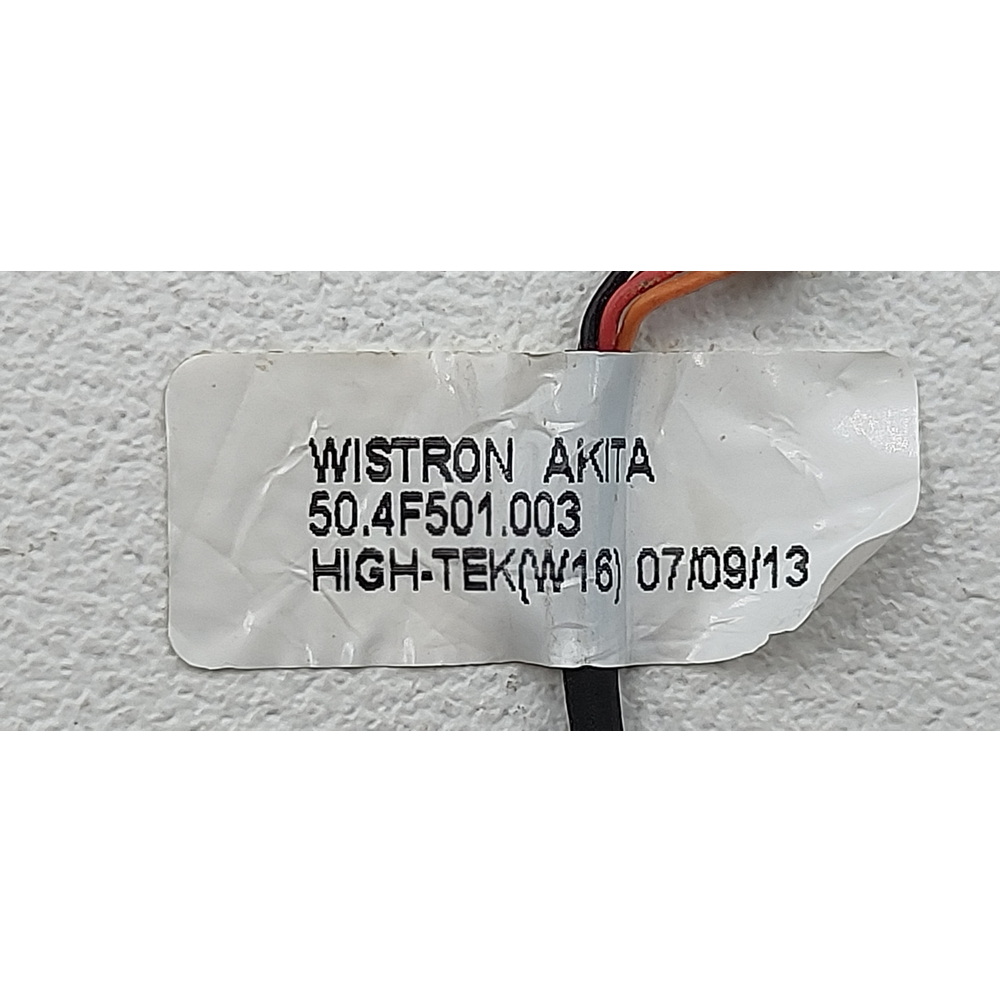 WISTRON AKITA
50.4F501.003
HIGH-TEK(W16) 07/09/13